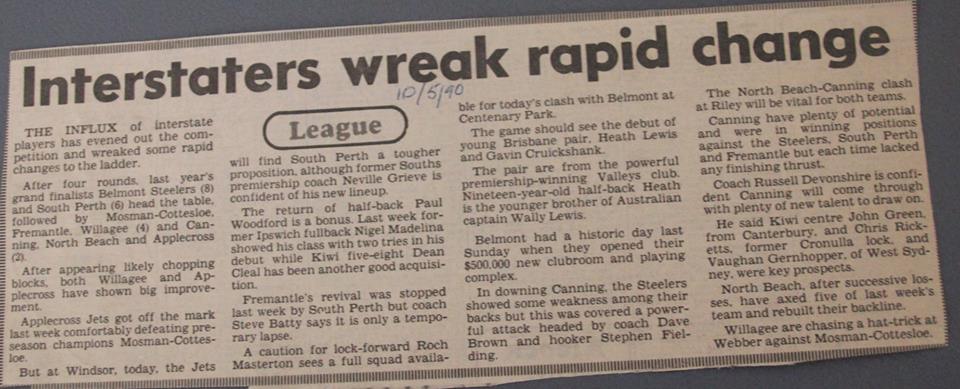 Interstaters wreak rapid change
10/5/90
THE INFLUX of interstate
players has evened out the com-
petition and wreaked some rapid
changes to the ladder.
After four rounds, last year's
grand finalists Belmont Steelers (8)
and South Perth (6) head the table,
followed by Mosman-Cottesloe,
Fremantle, Willagee (4) and Can-
ning, North Beach and Applecross
(2).
After appearing likely chopping
blocks, both Willagee and Ap-
plecross have shown big improve-
ment.
Applecross Jets got off the mark
last week comfortably defeating pre-
season champions Mosman-Cottes-
loe.
But at Windsor, today, the Jets
League
will find South Perth a tougher
proposition, although former Souths
premiership coach Neville Grieve is
confident of his new lineup.
The return of half-back Paul
Woodford is a bonus. Last week for-
mer Ipswich fullback Nigel Madelina
showed his class with two tries in his
debut while Kiwi five-eight Dean
Cleal has been another good acquisi-
tion.
Fremantle's revival was stopped
last week by South Perth but coach
Steve Batty says it is only a tempo-
rary lapse.
A caution for lock-forward Roch
Masterton sees a full squad availa-
ble for today's clash with Belmont at
Centenary Park.
The game should see the debut of
young Brisbane pair, Heath Lewis
and Gavin Cruickshank.
The pair are from the powerful
premiership-winning Valleys club.
Nineteen-year-old half-back Heath
is the younger brother of Australian
captain Wally Lewis.
Belmont had a historic day last
Sunday when they opened their
$500,000 new clubroom and playing
complex.
In downing Canning, the Steelers
showed some weakness among their
backs but this was covered a power-
ful attack headed by coach Dave
Brown and hooker Stephen Fiel-
ding.
The North Beach-Canning clash
at Riley will be vital for both teams.
Canning have plenty of potential
and were in winning positions
against the Steelers, South Perth
and Fremantle but each time lacked
any finishing thrust.
Coach Russell Devonshire is confi-
dent Canning will come through
with plenty of new talent to draw on.
He said Kiwi centre John Green,
from Canterbury, and Chris Rick-
etts, former Cronulla lock, and
Vaughan Gernhopper, of West Syd-
ney, were key prospects.
North Beach, after successive los-
ses, have axed five of last week's
team and rebuilt their backline.
Willagee are chasing a hat-trick at
Webber against Mosman-Cottesloe.